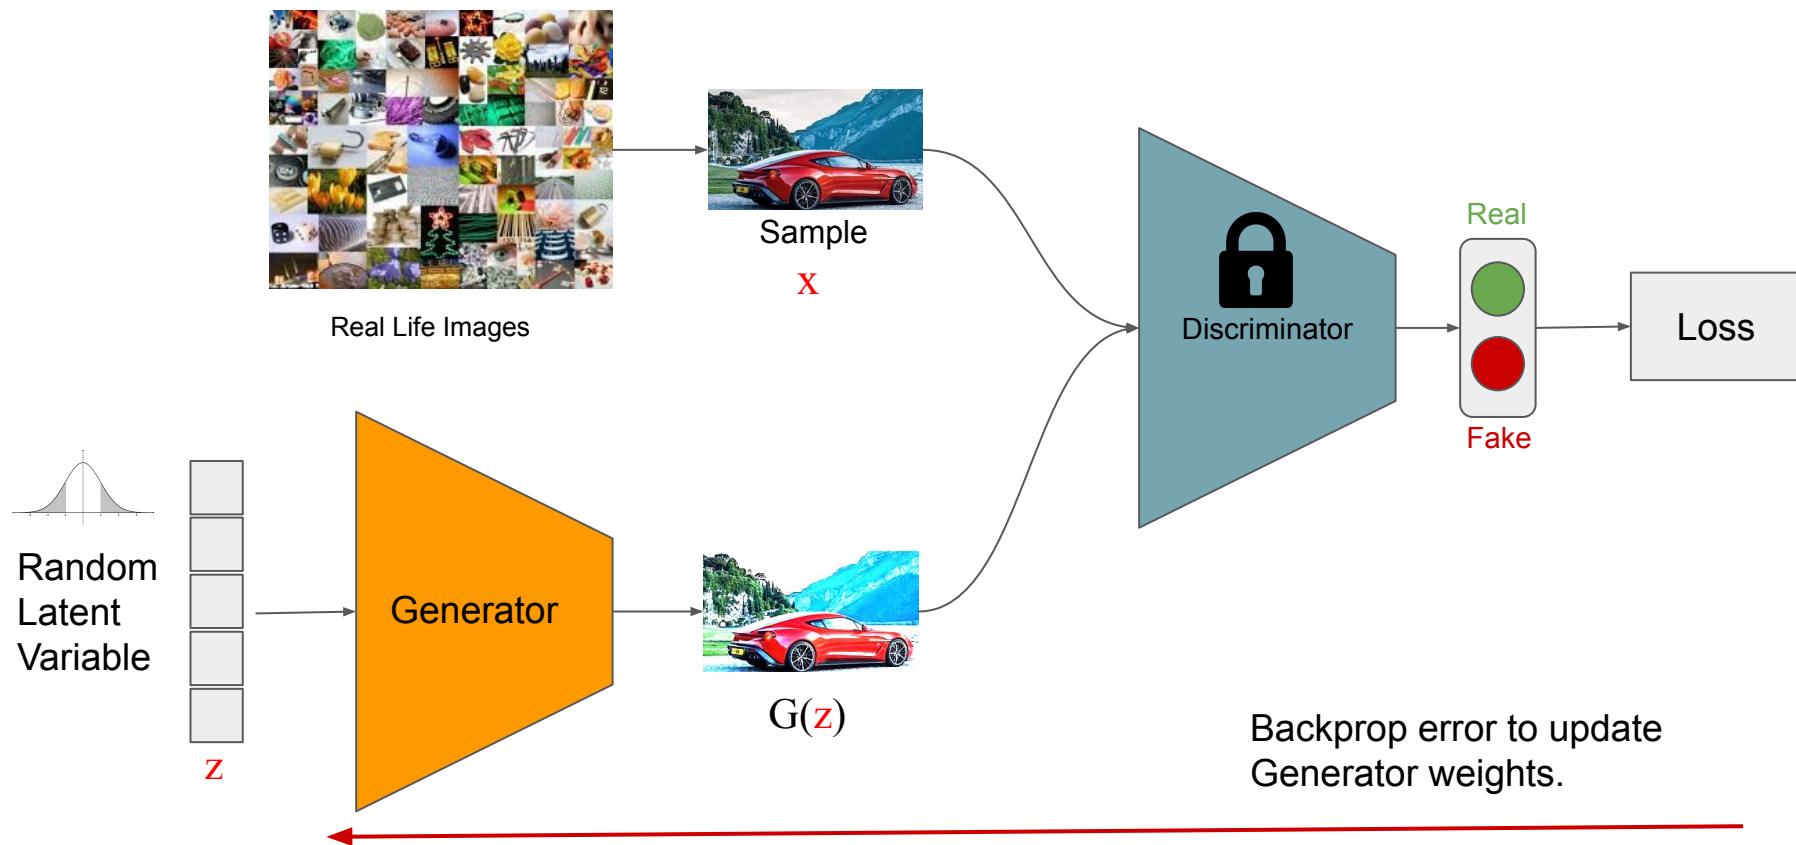 Real Life Images
Sample
x
Discriminator
Real
Fake
Loss
Random
Latent
Variable
z
Generator
G(z)
Backprop error to update
Generator weights.